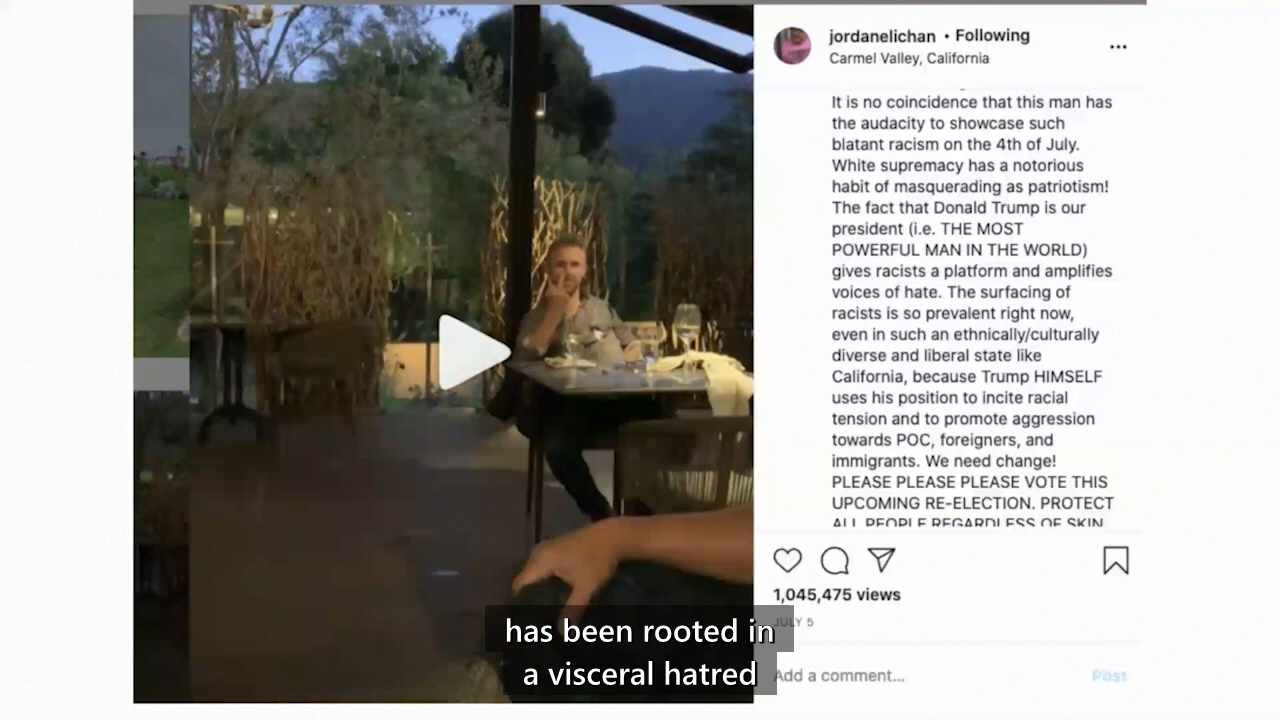 jordanelichan • Following
Carmel Valley, California
It is no coincidence that this man has
the audacity to showcase such
blatant racism on the 4th of July.
White supremacy has a notorious
habit of masquerading as patriotism!
The fact that Donald Trump is our
president (i.e. THE MOST
POWERFUL MAN IN THE WORLD)
gives racists a platform and amplifies
voices of hate. The surfacing of
racists is so prevalent right now,
even in such an ethnically/culturally
diverse and liberal state like
California, because Trump HIMSELF
uses his position to incite racial
tension and to promote aggression
towards POC, foreigners, and
immigrants. We need change!
PLEASE PLEASE PLEASE VOTE THIS
UPCOMING RE-ELECTION. PROTECT
ALL PEOPLE REGARDLESS OF SKIN
1,045,475 views
JULY 5
Add a comment...
Post
has been rooted in
a visceral hatred